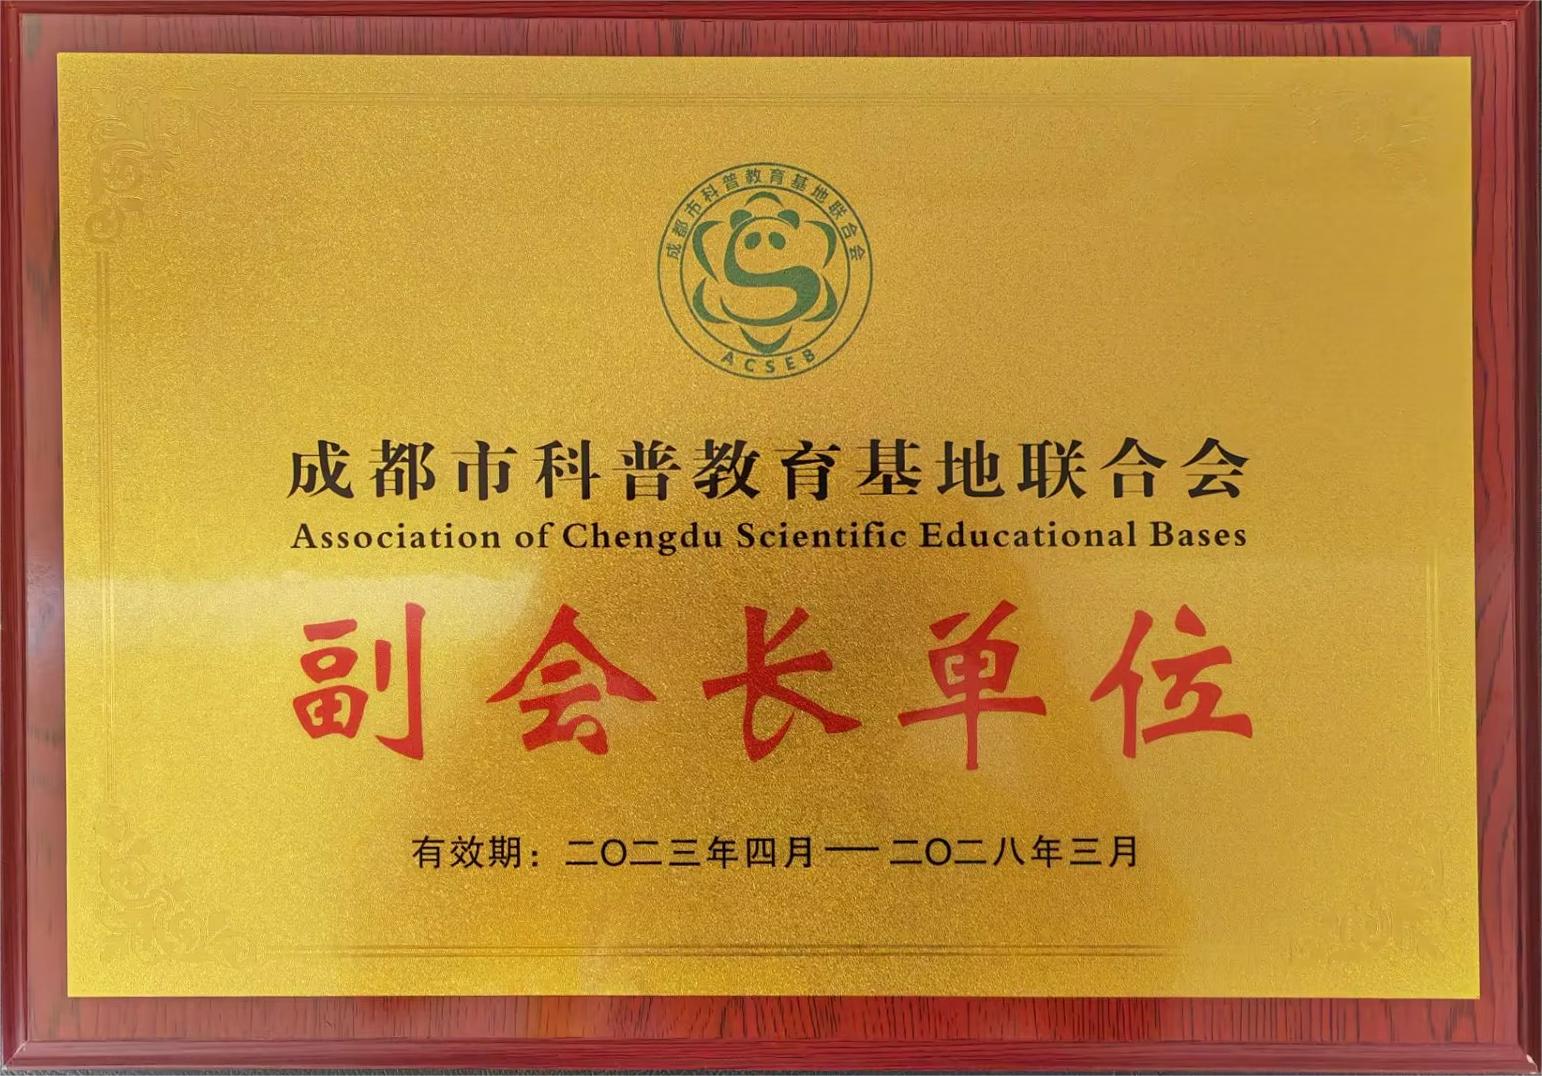 成都市科普教育基地联合会
ACSEB
成都市科普教育基地联合会
Association of Chengdu Scientific Educational Bases
副会长单位
有效期：二〇二三年四月——二〇二八年三月